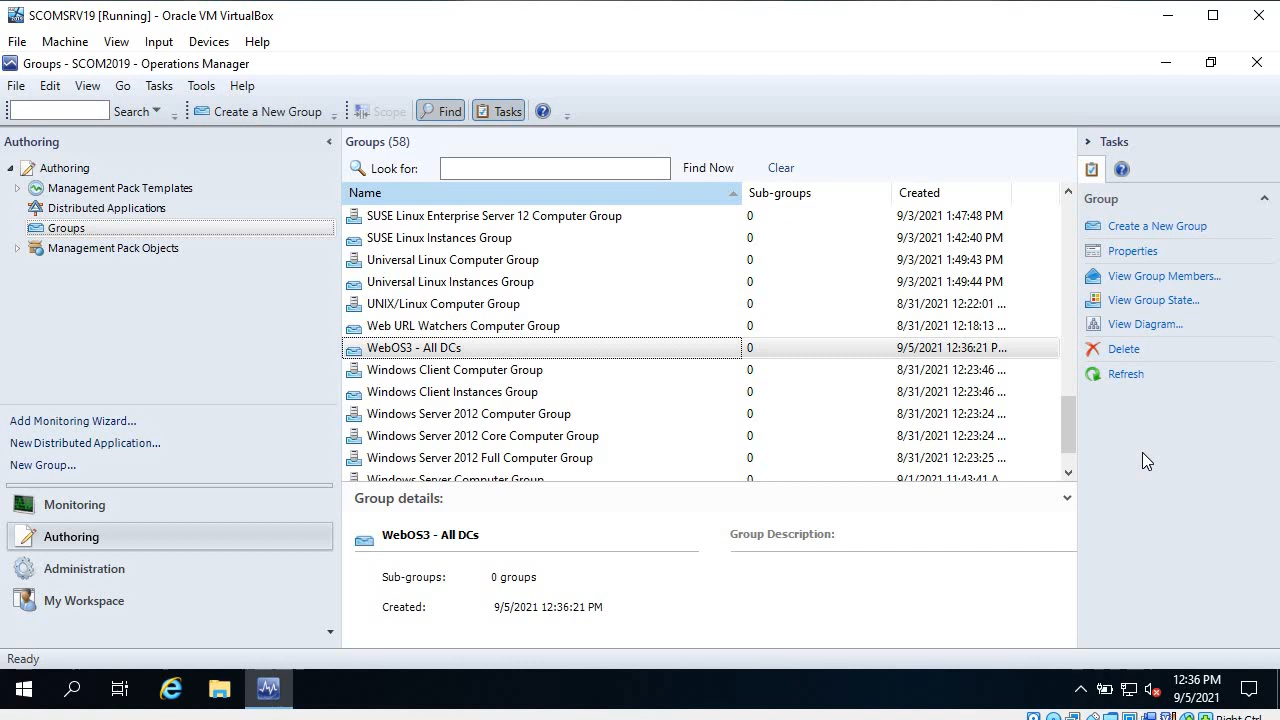 SCOMSRV19 [Running] - Oracle VM VirtualBox
File Machine View Input Devices Help
Groups - SCOM2019 - Operations Manager
File Edit View Go Tasks Tools Help
Search Create a New Group Scope Find Tasks
Authoring
Authoring
Management Pack Templates
Distributed Applications
Groups
Management Pack Objects
Add Monitoring Wizard...
New Distributed Application...
New Group...
Monitoring
Authoring
Administration
My Workspace
Groups (58)
Look for: Find Now Clear
Name Sub-groups Created
SUSE Linux Enterprise Server 12 Computer Group 0 9/3/2021 1:47:48 PM
SUSE Linux Instances Group 0 9/3/2021 1:42:40 PM
Universal Linux Computer Group 0 9/3/2021 1:49:43 PM
Universal Linux Instances Group 0 9/3/2021 1:49:44 PM
UNIX/Linux Computer Group 0 8/31/2021 12:22:01 ...
Web URL Watchers Computer Group 0 8/31/2021 12:18:13 ...
WebOS3 - All DCs 0 9/5/2021 12:36:21 P...
Windows Client Computer Group 0 8/31/2021 12:23:46 ...
Windows Client Instances Group 0 8/31/2021 12:23:46 ...
Windows Server 2012 Computer Group 0 8/31/2021 12:23:24 ...
Windows Server 2012 Core Computer Group 0 8/31/2021 12:23:24 ...
Windows Server 2012 Full Computer Group 0 8/31/2021 12:23:25 ...
Windows Server Computer Group 0 9/1/2021 11:43:41 A...
Group details:
WebOS3 - All DCs
Group Description:
Sub-groups: 0 groups
Created: 9/5/2021 12:36:21 PM
Tasks
Group
Create a New Group
Properties
View Group Members...
View Group State...
View Diagram...
Delete
Refresh
Ready
12:36 PM
9/5/2021
Right Ctrl